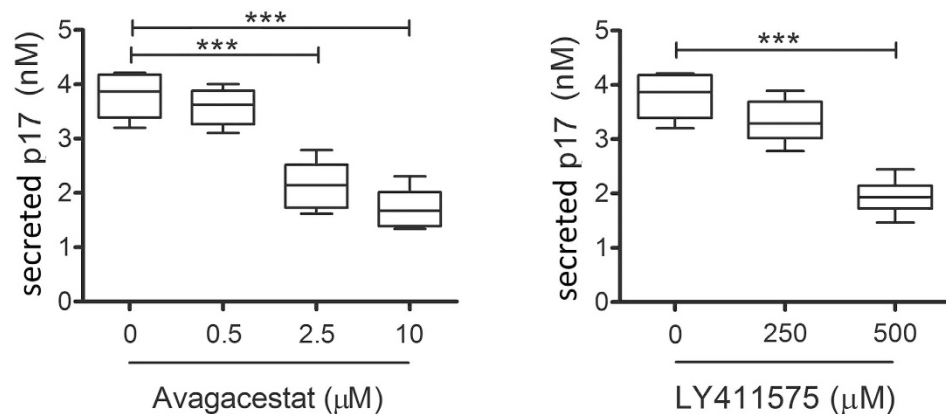 ***
***
secreted p17 (nM)
5
4
3
2
1
0
0 0.5 2.5 10
Avagacestat (μM)
***
secreted p17 (nM)
5
4
3
2
1
0
0 250 500
LY411575 (μM)